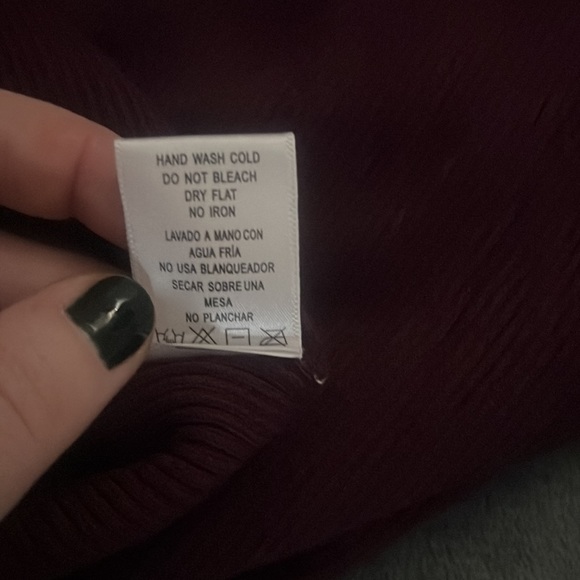 HAND WASH COLD
DO NOT BLEACH
DRY FLAT
NO IRON
LAVADO A MANO CON
AGUA FRÍA
NO USA BLANQUEADOR
SECAR SOBRE UNA
MESA
NO PLANCHAR